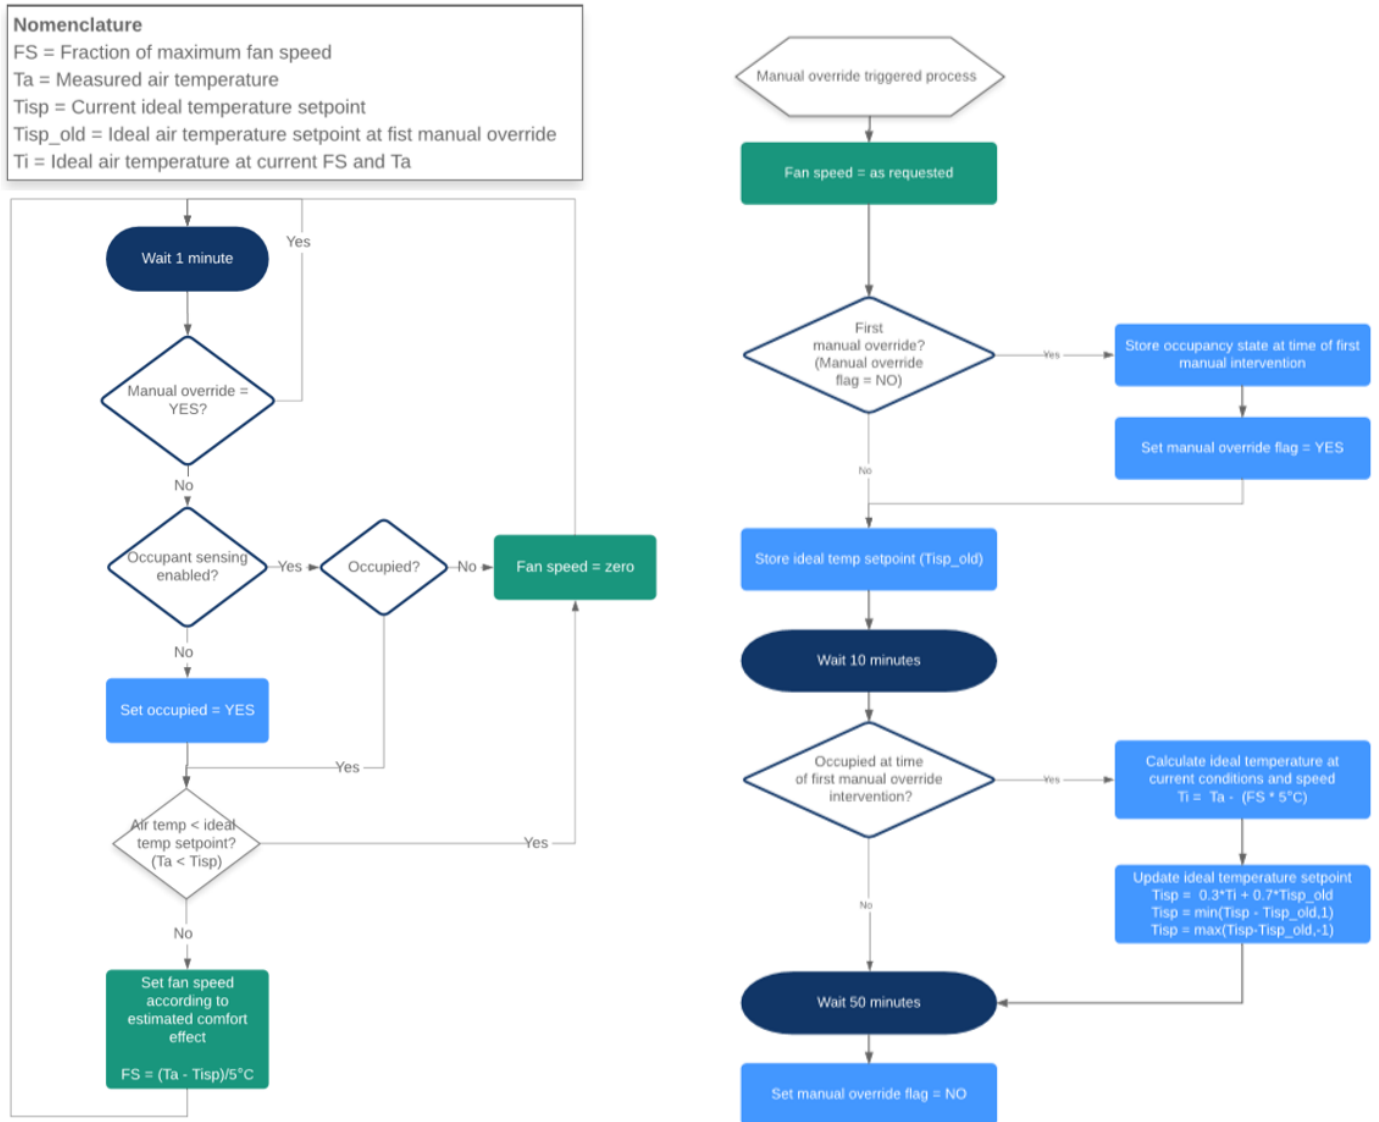 Nomenclature
FS = Fraction of maximum fan speed
Ta = Measured air temperature
Tisp = Current ideal temperature setpoint
Tisp_old = Ideal air temperature setpoint at fist manual override
Ti = Ideal air temperature at current FS and Ta
Wait 1 minute
Yes
Manual override =
YES?
No
Occupant sensing
enabled?
Yes
Occupied?
No
Fan speed = zero
No
Set occupied = YES
Yes
Air temp < ideal
temp setpoint?
(Ta < Tisp)
Yes
No
Set fan speed
according to
estimated comfort
effect
FS = (Ta - Tisp)/5°C
Manual override triggered process
Fan speed = as requested
First
manual override?
(Manual override
flag = NO)
Yes
Store occupancy state at time of first
manual intervention
Set manual override flag = YES
No
Store ideal temp setpoint (Tisp_old)
Wait 10 minutes
Occupied at time
of first manual override
intervention?
Yes
Calculate ideal temperature at
current conditions and speed
Ti = Ta - (FS * 5°C)
Update ideal temperature setpoint
Tisp = 0.3*Ti + 0.7*Tisp_old
Tisp = min(Tisp - Tisp_old,1)
Tisp = max(Tisp-Tisp_old,-1)
No
Wait 50 minutes
Set manual override flag = NO